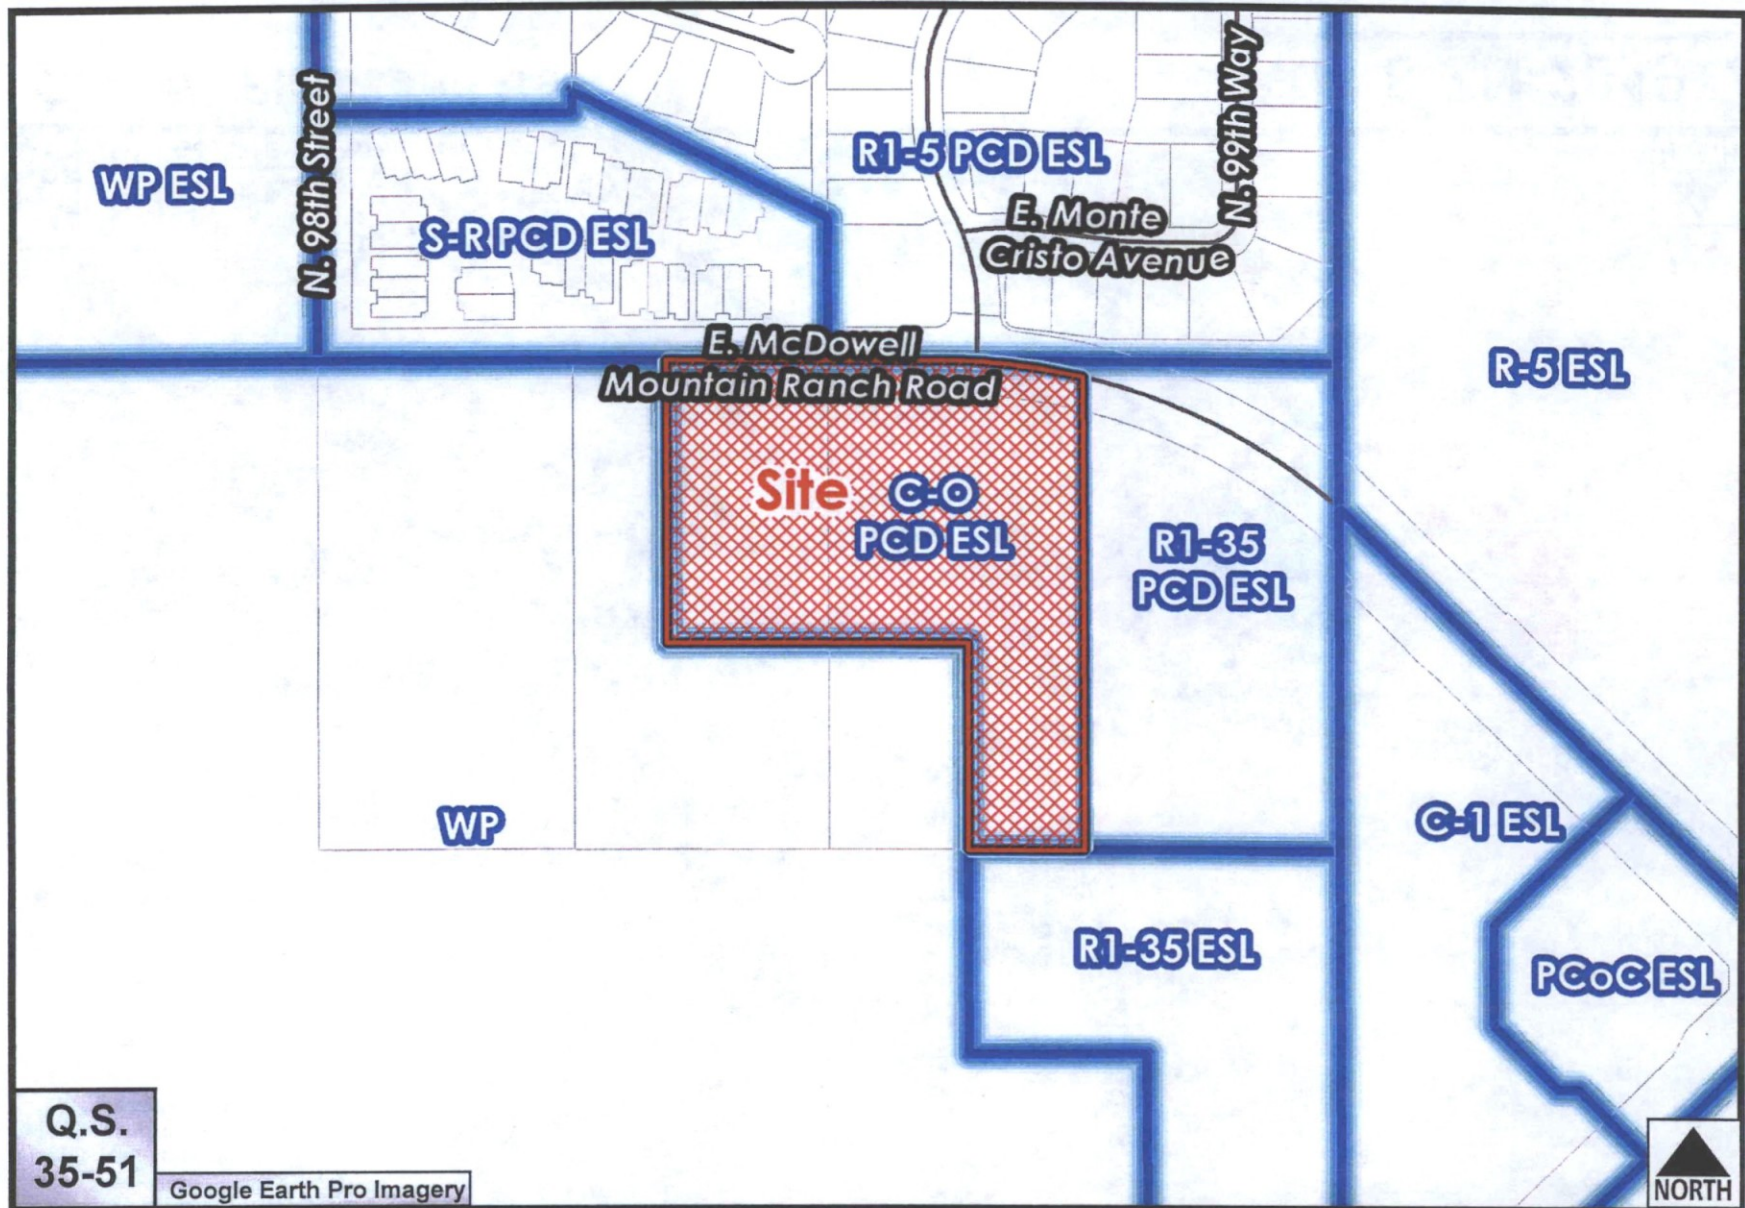 N. 98th Street
N. 99th Way
WP ESL
R1-5 PCD ESL
S-R PCD ESL
E. Monte
Cristo Avenue
E. McDowell
Mountain Ranch Road
R-5 ESL
Site
C-O
PCD ESL
R1-35
PCD ESL
WP
C-1 ESL
R1-35 ESL
PCoC ESL
Q.S.
35-51
Google Earth Pro Imagery
NORTH